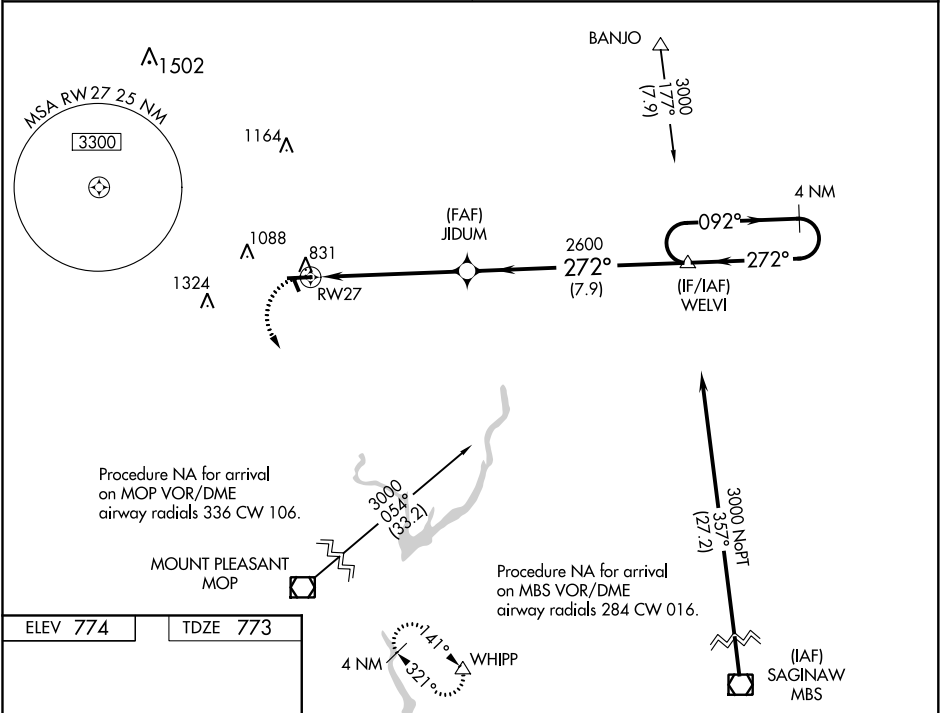 1502
BANJO
3000
177°
(7.9)
MSA RW 27 25 NM
3300
1164
4 NM
092°
(FAF)
JIDUM
2600
272°
(7.9)
272°
(IF/IAF)
WELVI
1088
831
1324
RW27
3000 NoPT
357°
(27.2)
Procedure NA for arrival
on MOP VOR/DME
airway radials 336 CW 106.
3000
054°
(33.2)
MOUNT PLEASANT
MOP
Procedure NA for arrival
on MBS VOR/DME
airway radials 284 CW 016.
ELEV 774
TDZE 773
4 NM
141°
321°
WHIPP
(IAF)
SAGINAW
MBS